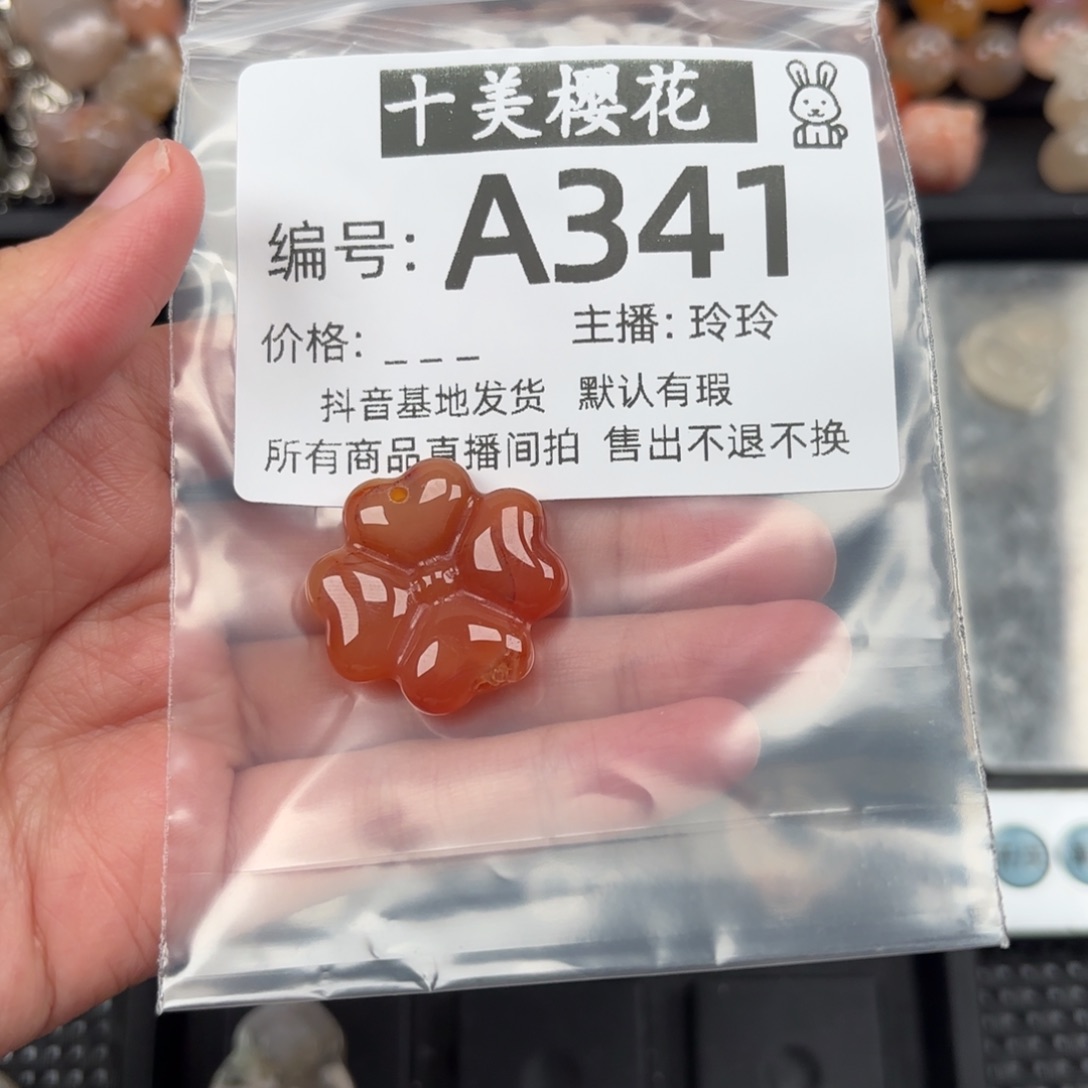 十美樱花
编号: A341
价格: _ _ _ 主播: 玲玲
抖音基地发货 默认有瑕
所有商品直播间拍 售出不退不换